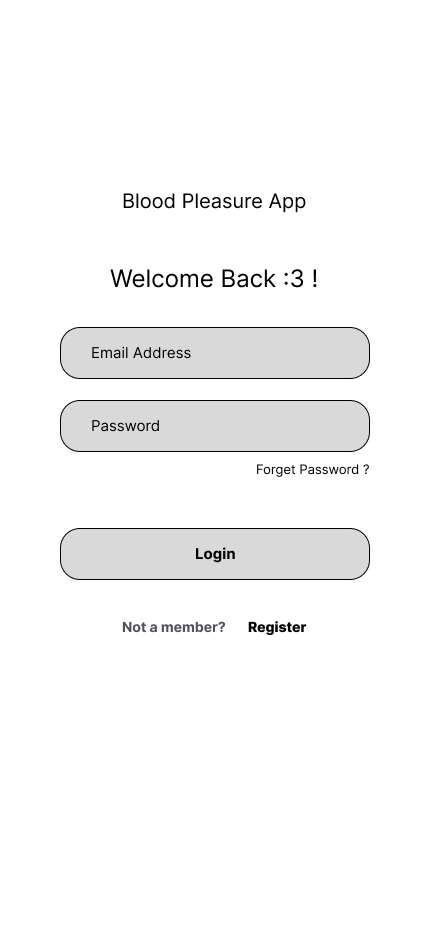 Blood Pleasure App
Welcome Back :3 !
Email Address
Password
Forget Password ?
Login
Not a member? Register